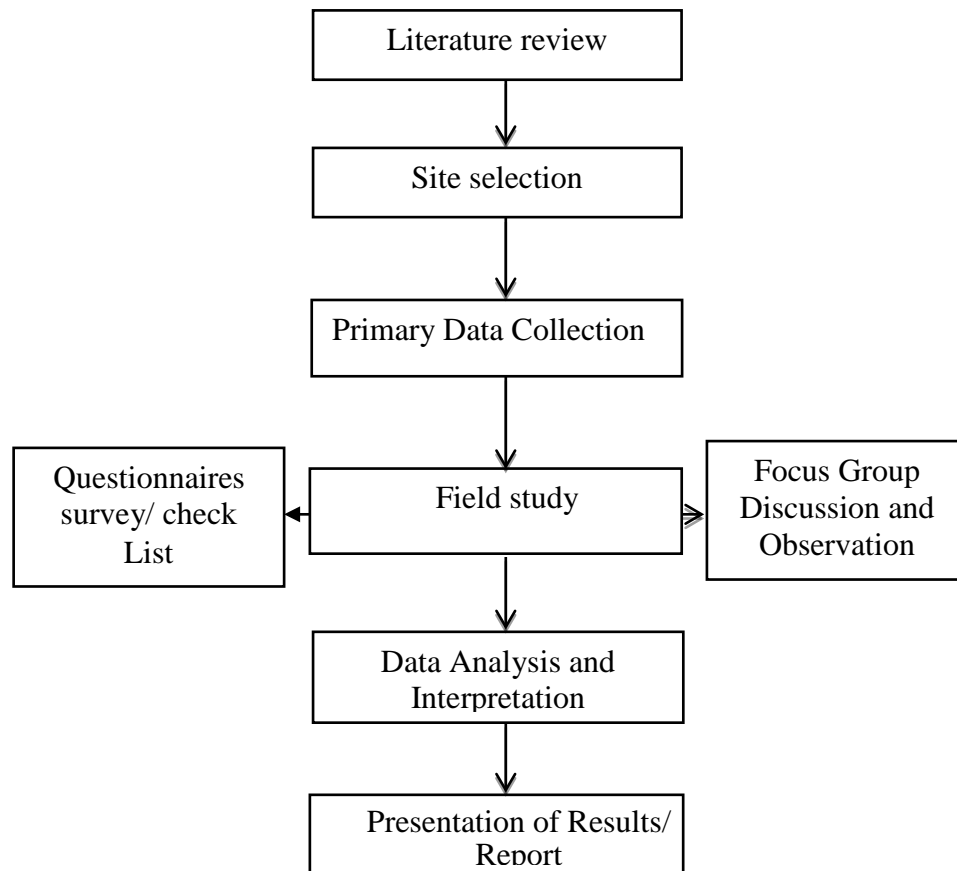 Literature review
Site selection
Primary Data Collection
Questionnaires
survey/ check
List
Field study
Focus Group
Discussion and
Observation
Data Analysis and
Interpretation
Presentation of Results/
Report